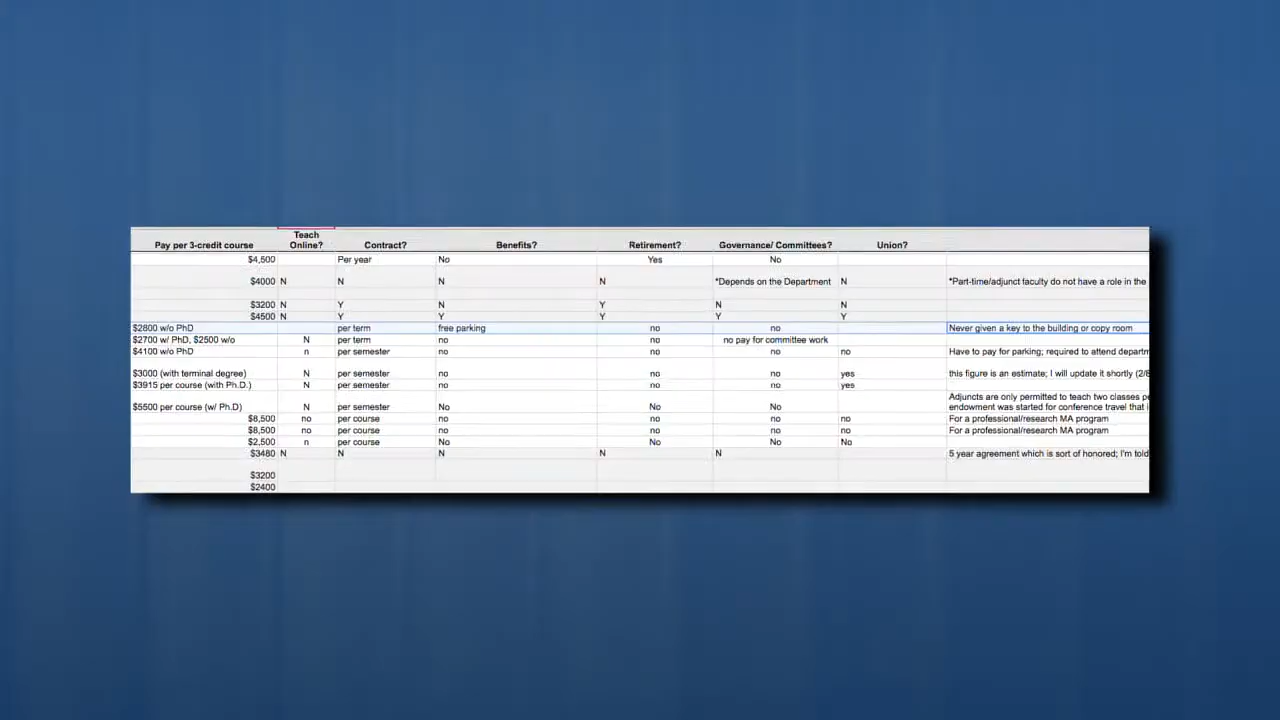 Pay per 3-credit course Teach Online? Contract? Benefits? Retirement? Governance/ Committees? Union?
$4,500 Per year No Yes No
$4000 N N N N *Depends on the Department N *Part-time/adjunct faculty do not have a role in the
$3200 N Y N Y N N
$4500 N Y Y Y Y Y
$2800 w/o PhD per term free parking no no Never given a key to the building or copy room
$2700 w/ PhD, $2500 w/o N per term no no no pay for committee work
$4100 w/o PhD n per semester no no no no Have to pay for parking; required to attend departm
$3000 (with terminal degree) N per semester no no no yes this figure is an estimate; I will update it shortly (2/8
$3915 per course (with Ph.D.) N per semester no no no yes
Adjuncts are only permitted to teach two classes pe
$5500 per course (w/ Ph.D) N per semester No No No endowment was started for conference travel that i
$8,500 no per course no no no no For a professional/research MA program
$8,500 no per course no no no no For a professional/research MA program
$2,500 n per course No No No No
$3480 N N N N N 5 year agreement which is sort of honored; I'm told
$3200
$2400